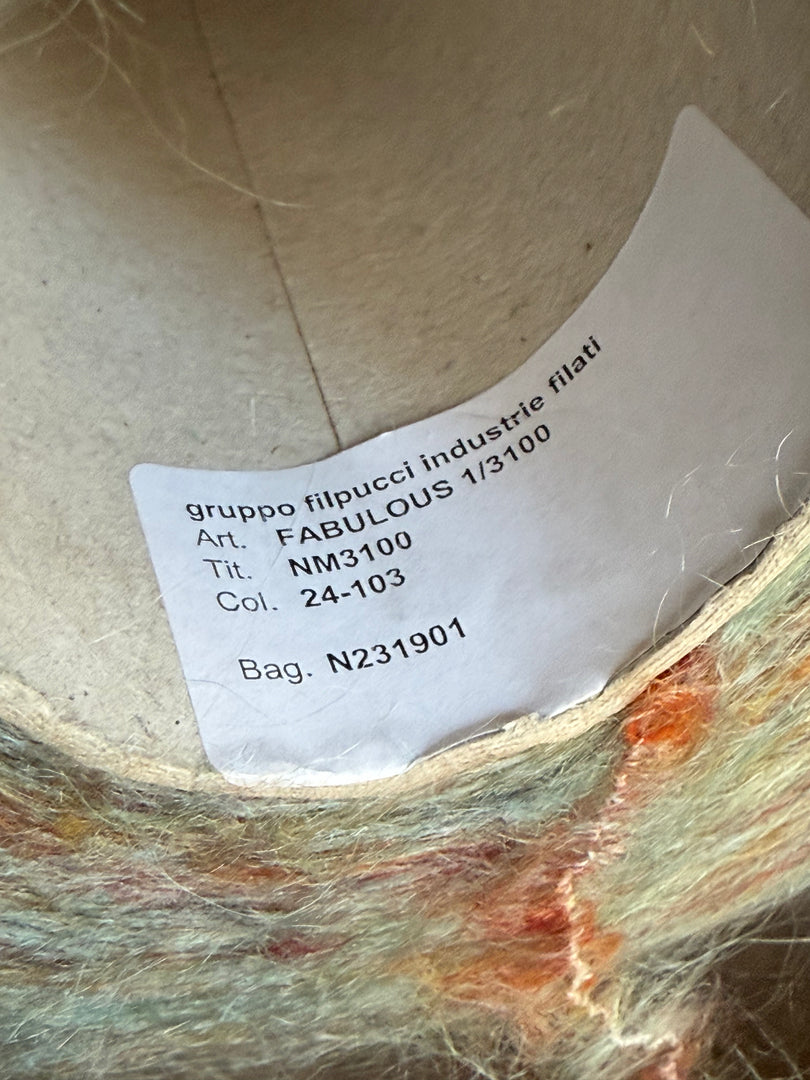 gruppo filpucci industrie filati
Art. FABULOUS 1/3100
Tit. NM3100
Col. 24-103
Bag. N231901